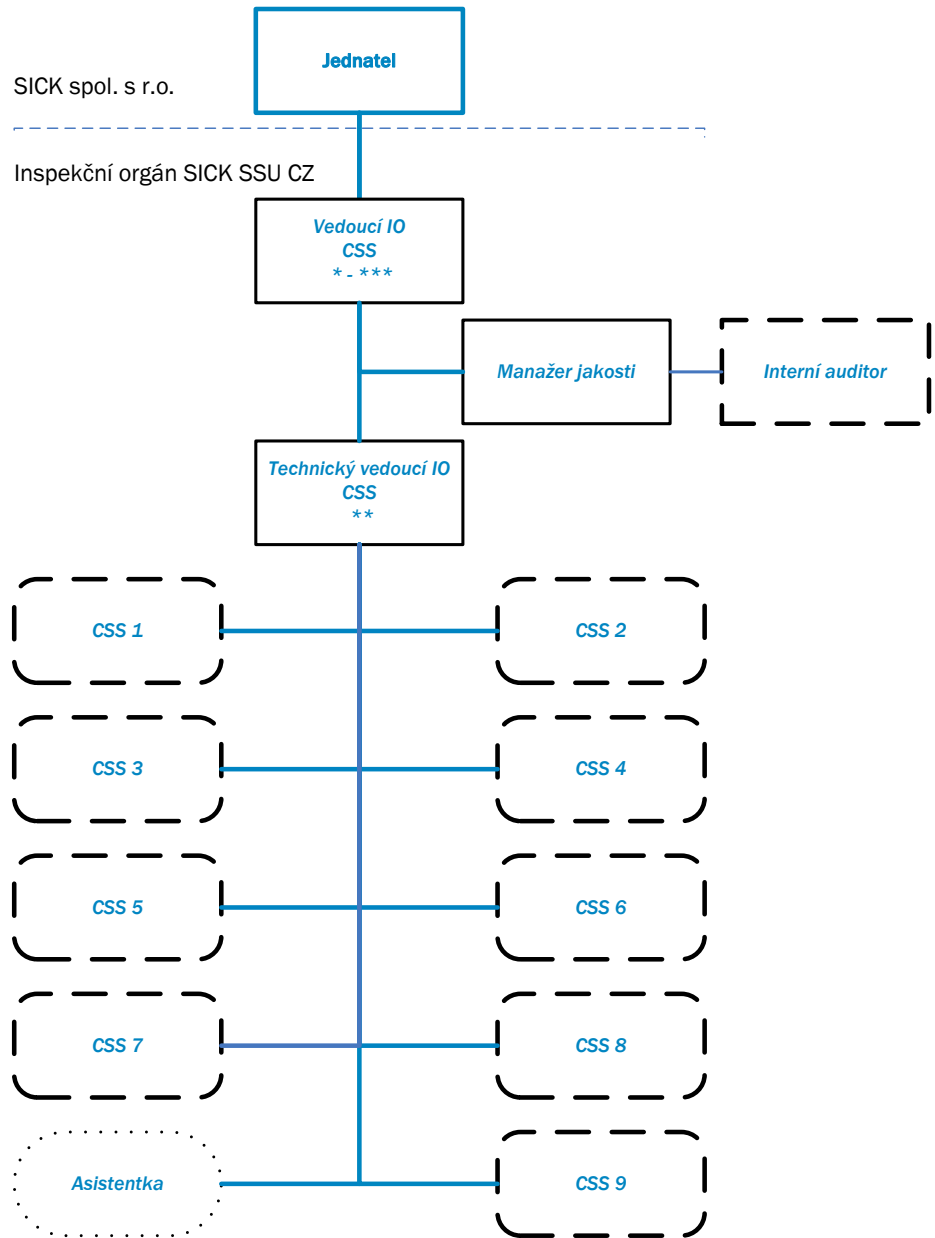 Jednatel
SICK spol. s r.o.
Inspekční orgán SICK SSU CZ
Vedoucí IO
CSS
* - ***
Manažer jakosti
Interní auditor
Technický vedoucí IO
CSS
**
CSS 1
CSS 2
CSS 3
CSS 4
CSS 5
CSS 6
CSS 7
CSS 8
Asistentka
CSS 9